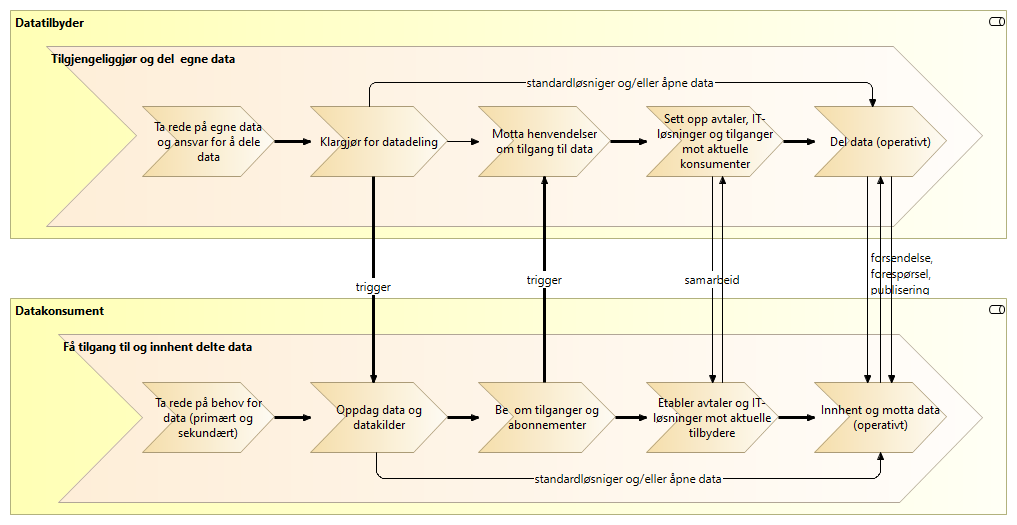 Datatilbyder
Tilgjengeliggjør og del  egne data
standardløsniger og/eller åpne data
Ta rede på egne data
og ansvar for å dele
data
Klargjør for datadeling
Motta henvendelser
om tilgang til data
Sett opp avtaler, IT-
løsninger og tilganger
mot aktuelle
konsumenter
Del data (operativt)
trigger
trigger
samarbeid
forsendelse,
forespørsel,
publisering
Datakonsument
Få tilgang til og innhent delte data
Ta rede på behov for
data (primært og
sekundært)
Oppdag data og
datakilder
Be om tilganger og
abonnementer
Etabler avtaler og IT-
løsninger mot aktuelle
tilbydere
Innhent og motta data
(operativt)
standardløsniger og/eller åpne data